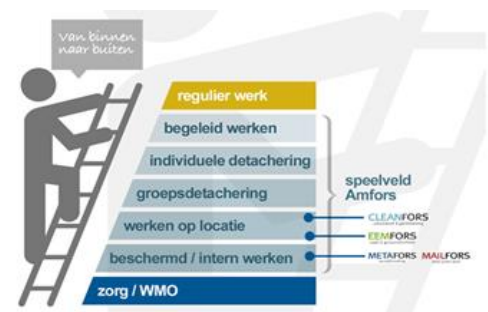 van binnen
naar buiten
regulier werk
begeleid werken
individuele detachering
groepsdetachering
werken op locatie
beschermd / intern werken
zorg / WMO
speelveld
Amfors
CLEANFORS
EEMFORS
METAFORS MAILFORS